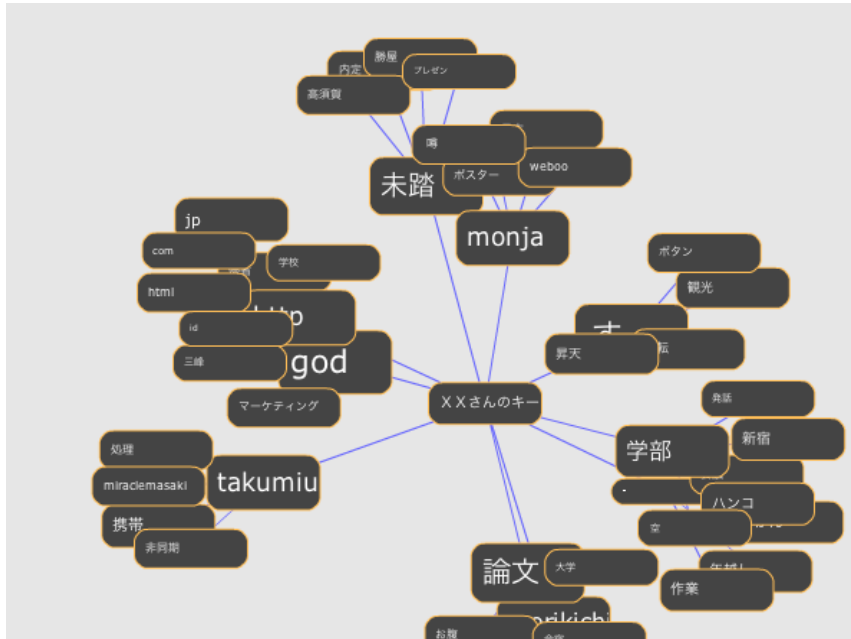 勝屋
内定
プレゼン
高須賀
噂
未踏
ポスター
weboo
monja
jp
com
学校
html
id
三峰
god
マーケティング
ボタン
観光
昇天
ＸＸさんのキー
発話
新宿
学部
ハンコ
空
作業
処理
miraclemasaki
takumiu
携帯
非同期
論文
大学
お腹